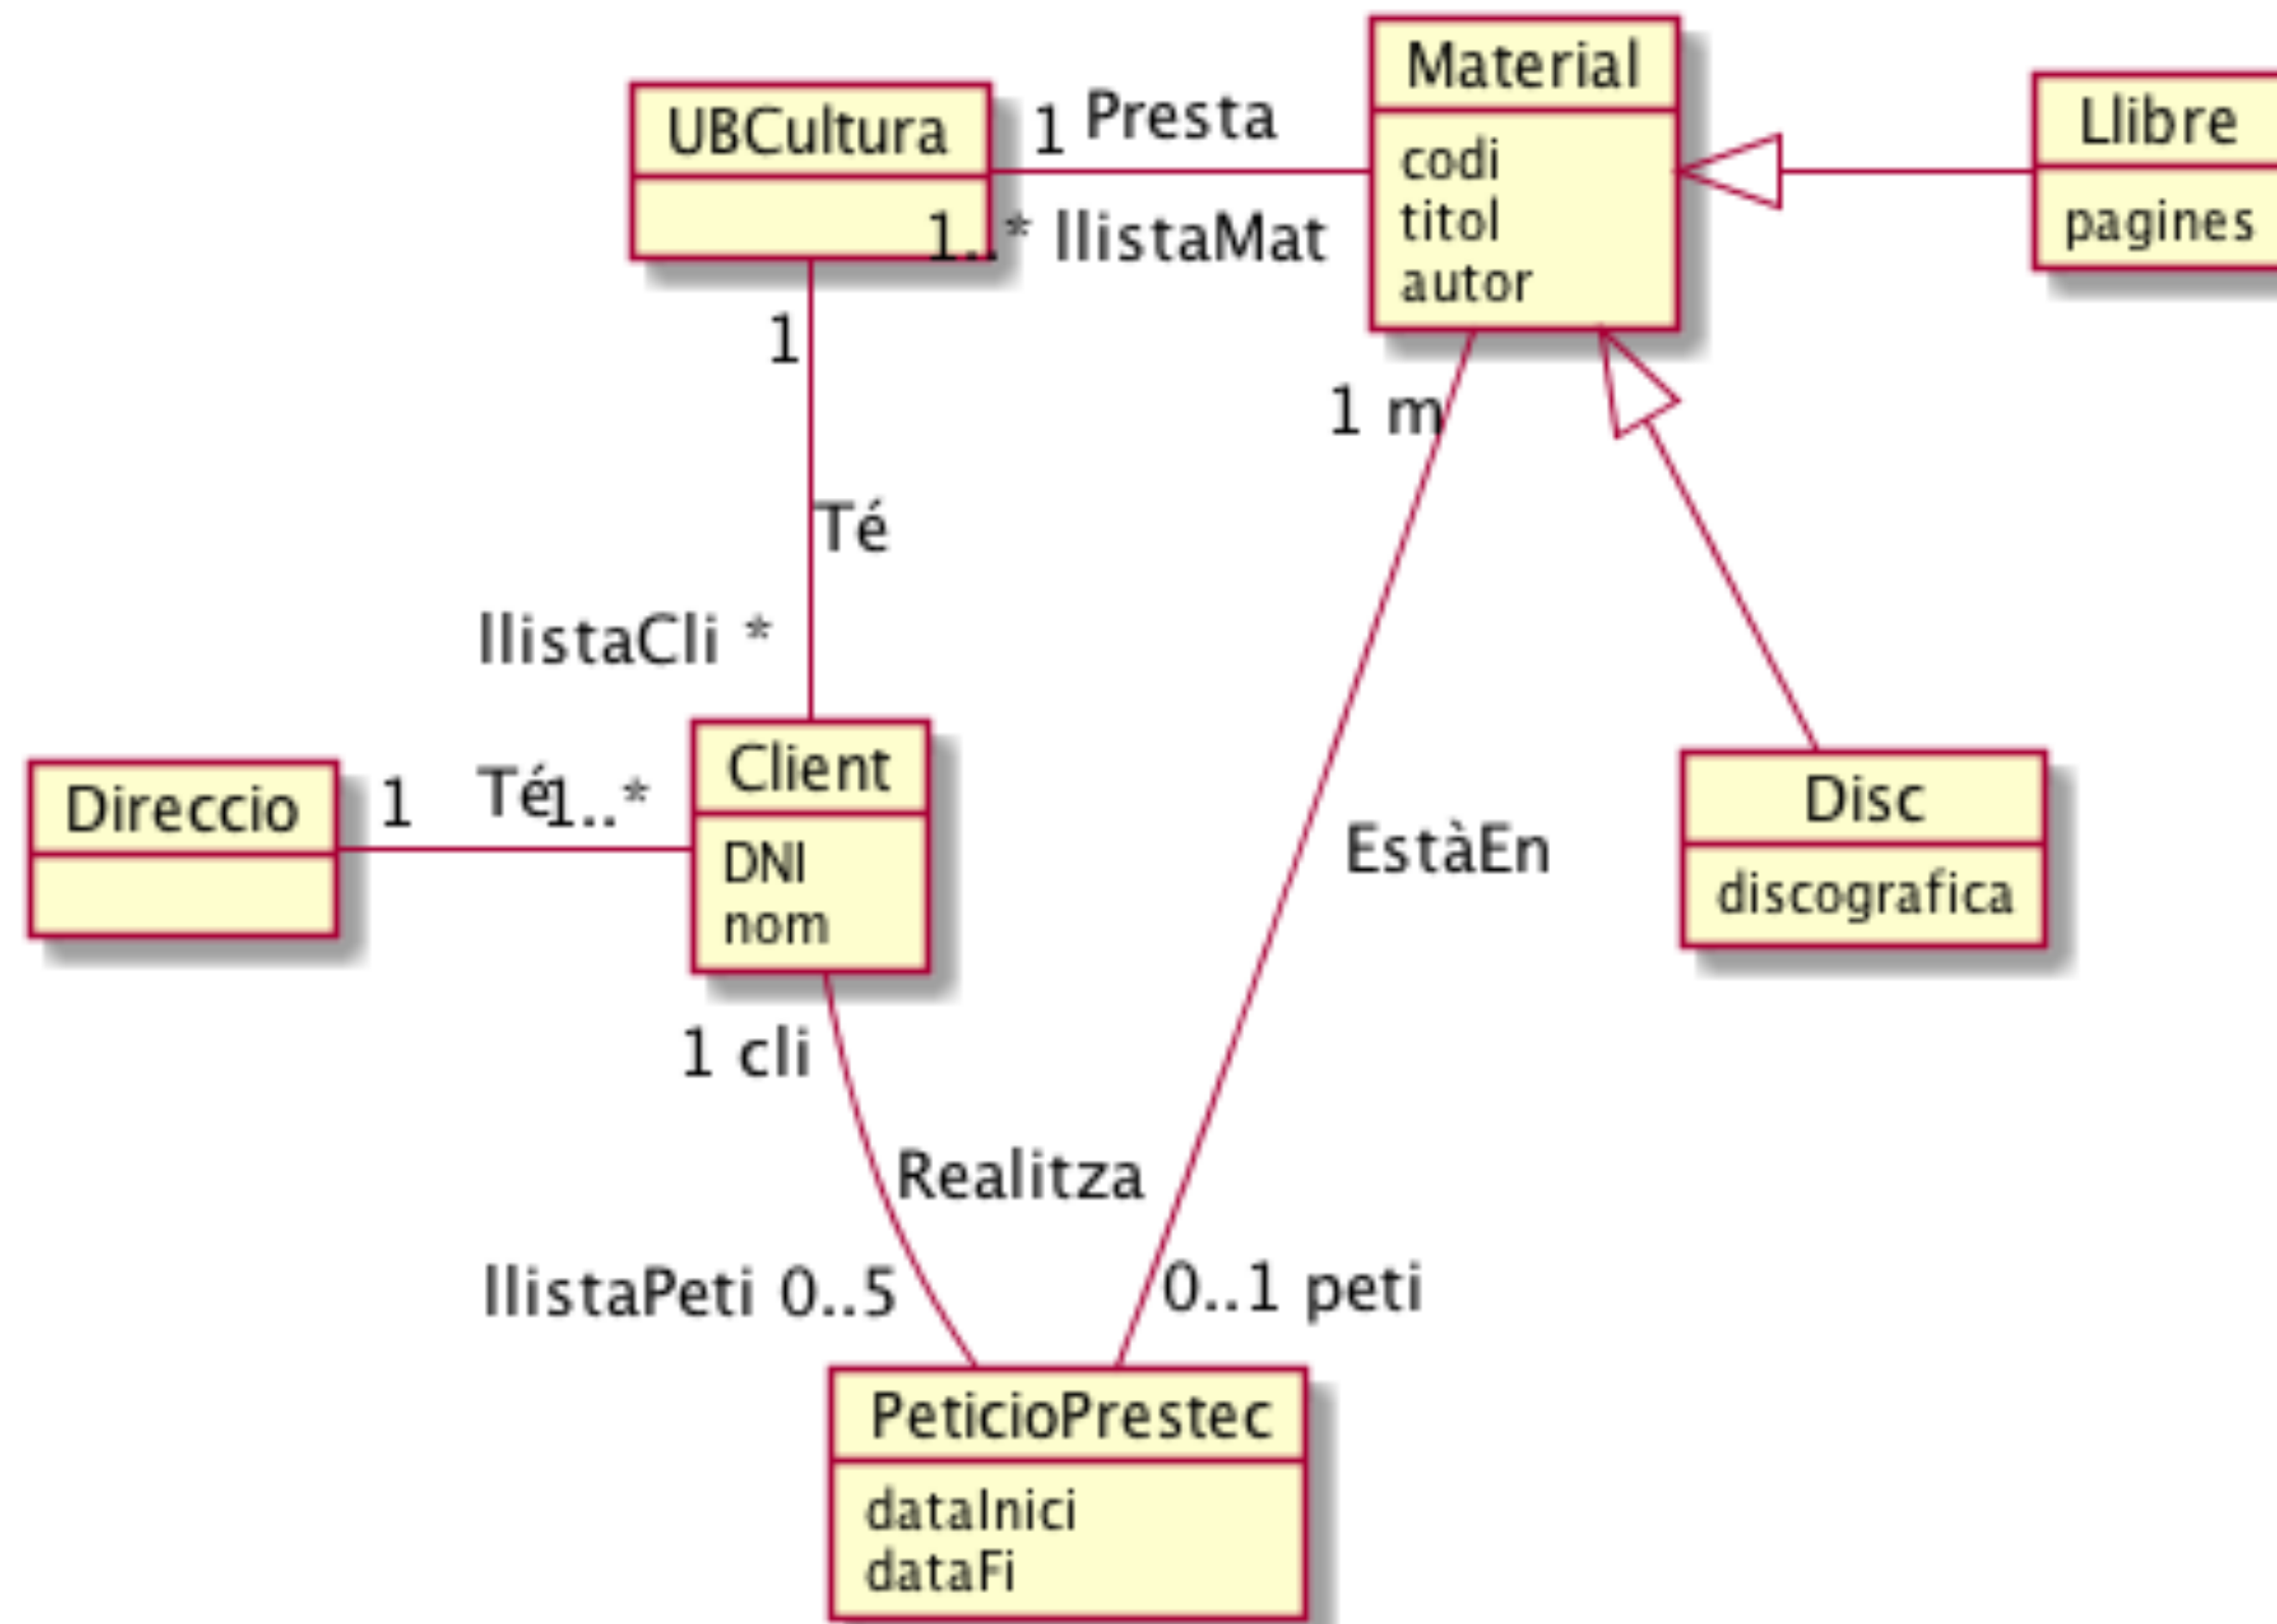 Material
codi
titol
autor
UBCultura
1 Presta
1..* llistaMat
Llibre
pagines
1
Té
llistaCli *
1 m
Direccio
1 Té 1..*
Client
DNI
nom
EstàEn
Disc
discografica
1 cli
Realitza
llistaPeti 0..5
0..1 peti
PeticioPrestec
dataInici
dataFi